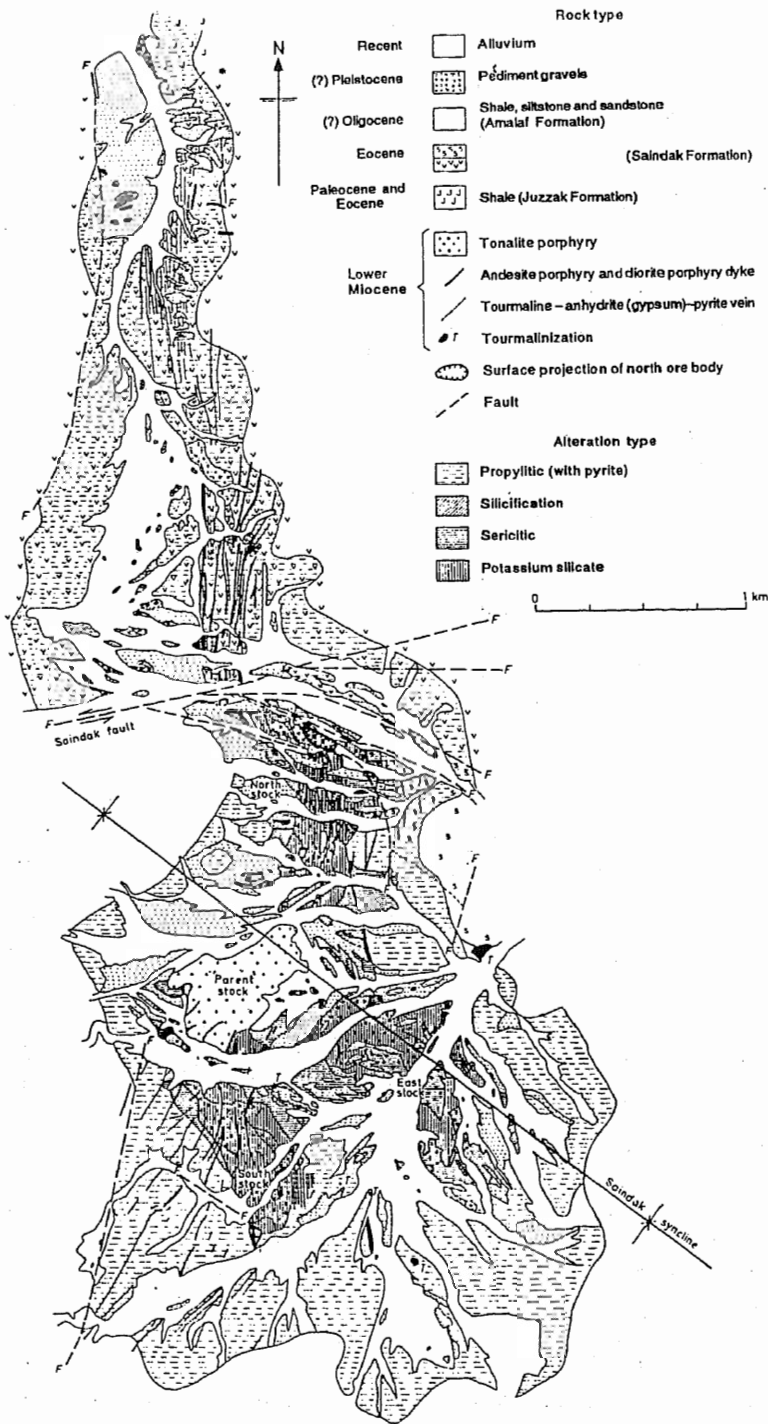 Rock type
N
Recent Alluvium
(?) Pleistocene Pediment gravels
(?) Oligocene Shale, siltstone and sandstone
(Amalaf Formation)
Eocene (Saindak Formation)
Paleocene and
Eocene Shale (Juzzak Formation)
Lower
Miocene
Tonalite porphyry
Andesite porphyry and diorite porphyry dyke
Tourmaline – anhydrite (gypsum)–pyrite vein
T Tourmalinization
Surface projection of north ore body
Fault
Alteration type
Propylitic (with pyrite)
Silicification
Sericitic
Potassium silicate
0 1 km
F
F
F
F
F
F
Saindak fault
F
North
stock
F
Parent
stock
T
T
East
stock
T
South
stock
F
Saindak
syncline
T
F